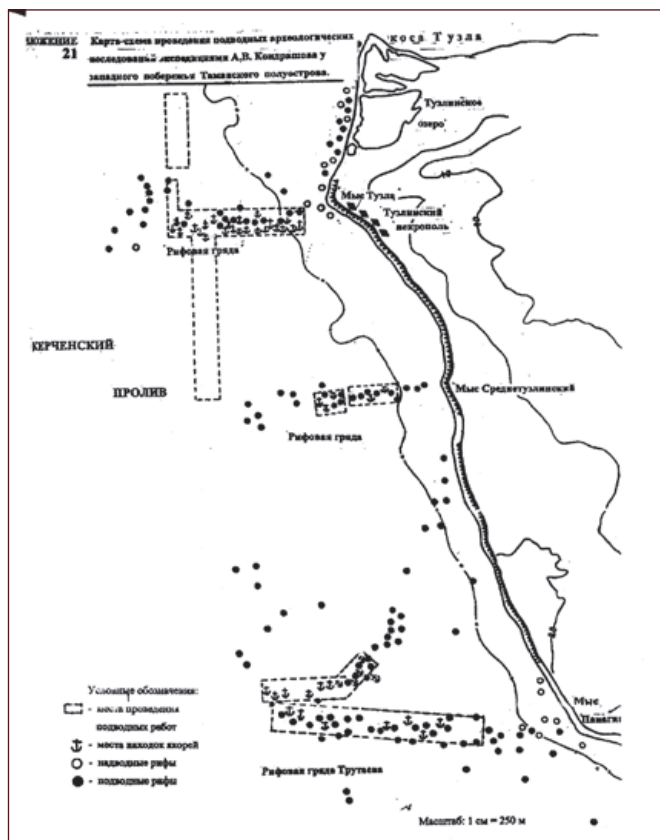 21 Карта-схема проведения подводных археологических
исследований экспедициями А.В. Кондрашова у
западного поберечья Таманского полуострова.
коса Тузла
Тузлинское
озеро
Мыс Тузла
Тузлинский
некрополь
Рифовая гряда
КЕРЧЕНСКИЙ
ПРОЛИВ
Мыс Среднетузлинский
Рифовая гряда
Мыс
Условные обозначения:
- места проведения
подводных работ
- места находок якорей
- надводные рифы
- подводные рифы
Рифовая гряда Трутаева
Масштаб: 1 см = 250 м